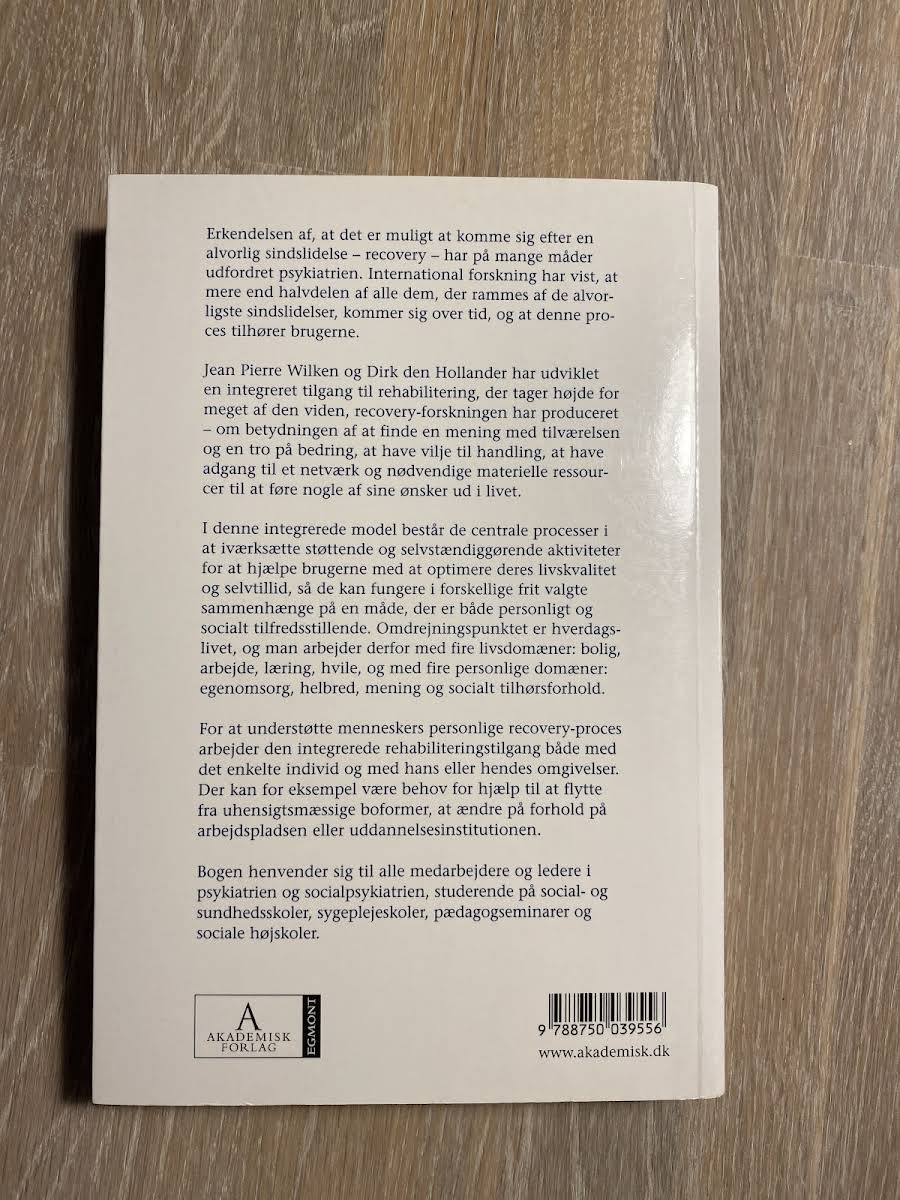 Erkendelsen af, at det er muligt at komme sig efter en
alvorlig sindslidelse – recovery – har på mange måder
udfordret psykiatrien. International forskning har vist, at
mere end halvdelen af alle dem, der rammes af de alvor-
ligste sindslidelser, kommer sig over tid, og at denne pro-
ces tilhører brugerne.
Jean Pierre Wilken og Dirk den Hollander har udviklet
en integreret tilgang til rehabilitering, der tager højde for
meget af den viden, recovery-forskningen har produceret
– om betydningen af at finde en mening med tilværelsen
og en tro på bedring, at have vilje til handling, at have
adgang til et netværk og nødvendige materielle ressour-
cer til at føre nogle af sine ønsker ud i livet.
I denne integrerede model består de centrale processer i
at iværksætte støttende og selvstændiggørende aktiviteter
for at hjælpe brugerne med at optimere deres livskvalitet
og selvtillid, så de kan fungere i forskellige frit valgte
sammenhænge på en måde, der er både personligt og
socialt tilfredsstillende. Omdrejningspunktet er hverdags-
livet, og man arbejder derfor med fire livsdomæner: bolig,
arbejde, læring, hvile, og med fire personlige domæner:
egenomsorg, helbred, mening og socialt tilhørsforhold.
For at understøtte menneskers personlige recovery-proces
arbejder den integrerede rehabiliteringstilgang både med
det enkelte individ og med hans eller hendes omgivelser.
Der kan for eksempel være behov for hjælp til at flytte
fra uhensigtsmæssige boformer, at ændre på forhold på
arbejdspladsen eller uddannelsesinstitutionen.
Bogen henvender sig til alle medarbejdere og ledere i
psykiatrien og socialpsykiatrien, studerende på social- og
sundhedsskoler, sygeplejeskoler, pædagogseminarer og
sociale højskoler.
A
AKADEMISK
FORLAG
EGMONT
9 788750 039556
www.akademisk.dk